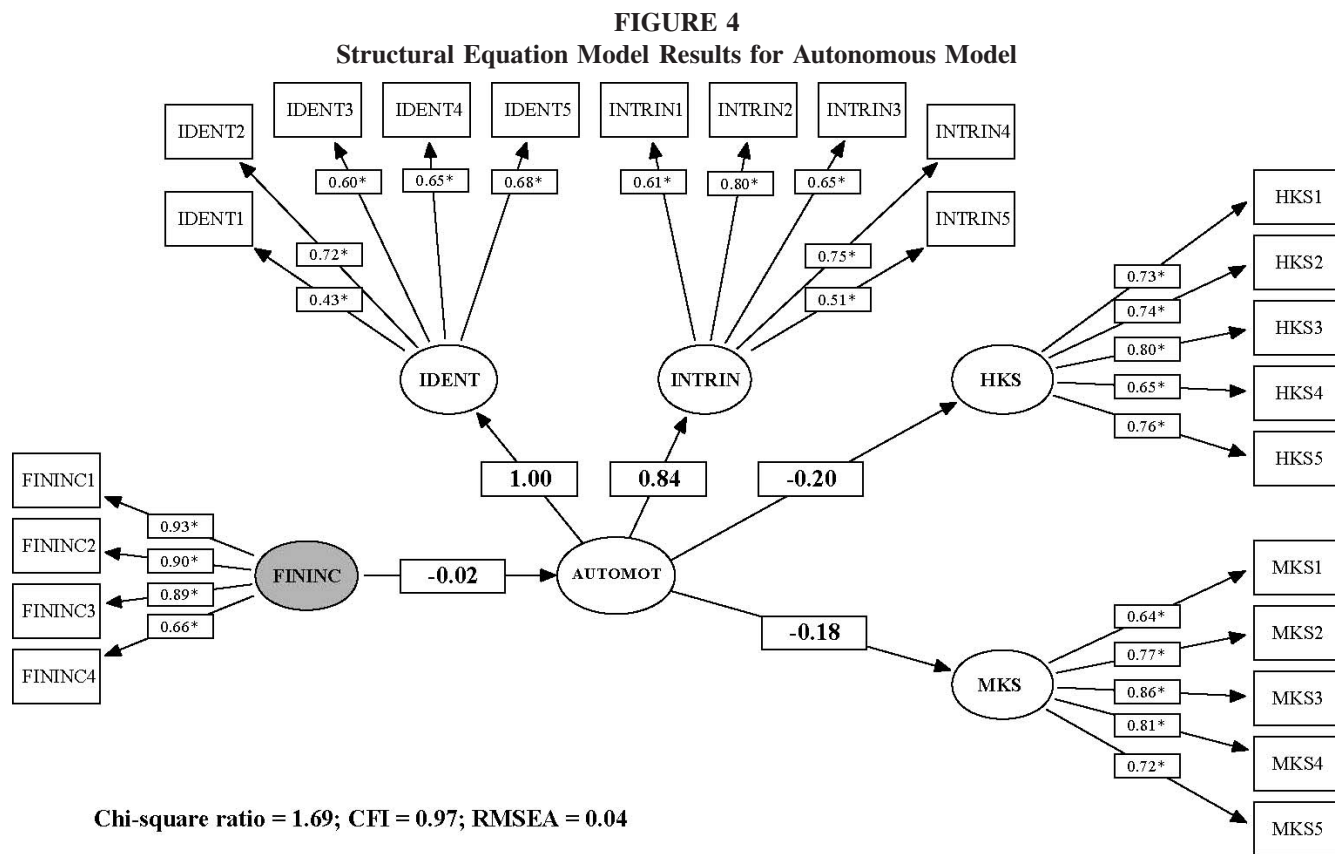 FIGURE 4
Structural Equation Model Results for Autonomous Model
IDENT1
IDENT2
IDENT3
IDENT4
IDENT5
INTRIN1
INTRIN2
INTRIN3
INTRIN4
INTRIN5
0.43*
0.72*
0.60*
0.65*
0.68*
0.61*
0.80*
0.65*
0.75*
0.51*
IDENT
INTRIN
HKS
HKS1
HKS2
HKS3
HKS4
HKS5
0.73*
0.74*
0.80*
0.65*
0.76*
1.00
0.84
-0.20
FININC1
FININC2
FININC3
FININC4
0.93*
0.90*
0.89*
0.66*
FININC
-0.02
AUTOMOT
-0.18
MKS
0.64*
0.77*
0.86*
0.81*
0.72*
MKS1
MKS2
MKS3
MKS4
MKS5
Chi-square ratio = 1.69; CFI = 0.97; RMSEA = 0.04